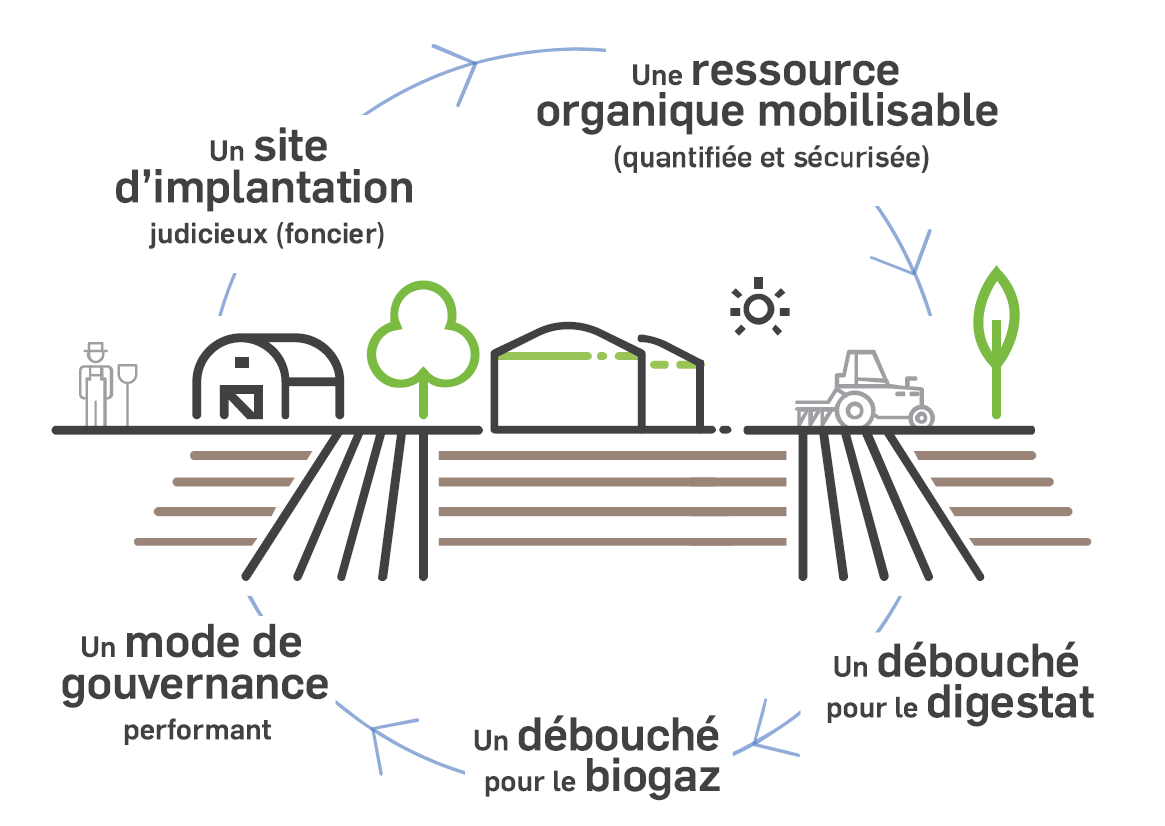 Un site
d'implantation
judicieux (foncier)
Une ressource
organique mobilisable
(quantifiée et sécurisée)
Un débouché
pour le digestat
Un débouché
pour le biogaz
Un mode de
gouvernance
performant